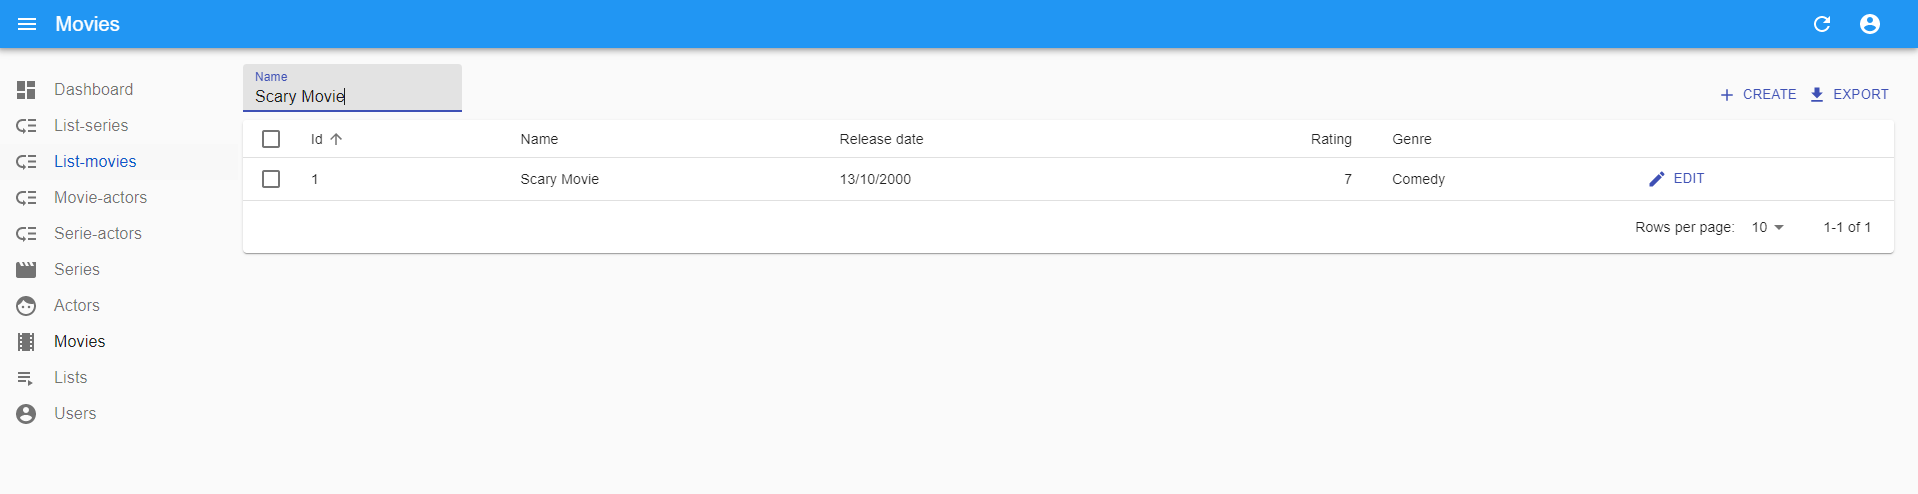 Movies
Dashboard
List-series
List-movies
Movie-actors
Serie-actors
Series
Actors
Movies
Lists
Users
Name
Scary Movie
CREATE EXPORT
Id Name Release date Rating Genre
1 Scary Movie 13/10/2000 7 Comedy EDIT
Rows per page: 10 1-1 of 1